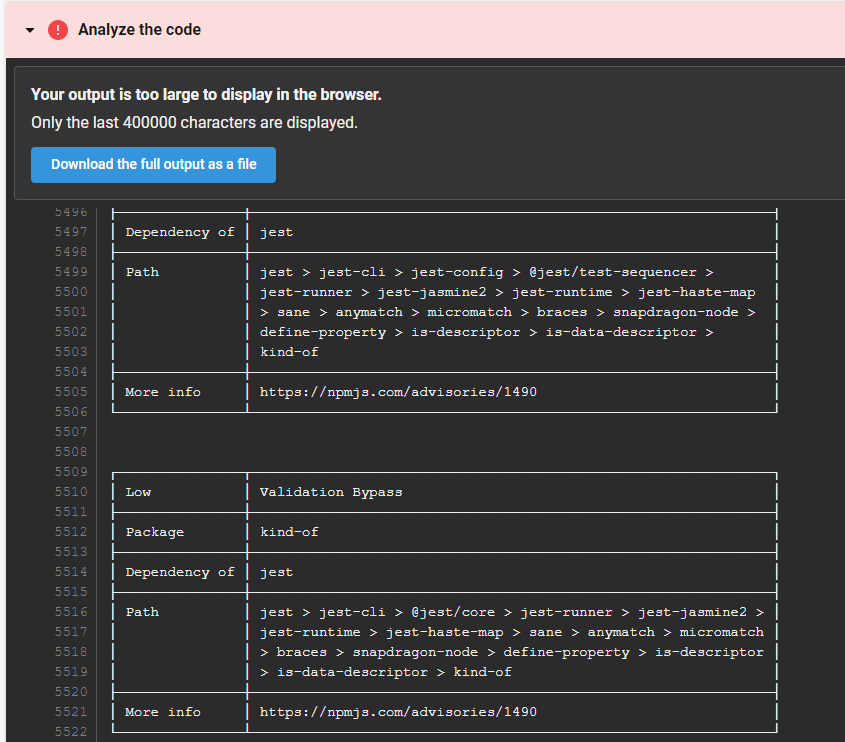 Analyze the code
Your output is too large to display in the browser.
Only the last 400000 characters are displayed.
Download the full output as a file
5496
5497 Dependency of jest
5498
5499 Path jest > jest-cli > jest-config > @jest/test-sequencer >
5500 jest-runner > jest-jasmine2 > jest-runtime > jest-haste-map
5501 > sane > anymatch > micromatch > braces > snapdragon-node >
5502 define-property > is-descriptor > is-data-descriptor >
5503 kind-of
5504
5505 More info https://npmjs.com/advisories/1490
5506
5507
5508
5509
5510 Low Validation Bypass
5511
5512 Package kind-of
5513
5514 Dependency of jest
5515
5516 Path jest > jest-cli > @jest/core > jest-runner > jest-jasmine2 >
5517 jest-runtime > jest-haste-map > sane > anymatch > micromatch
5518 > braces > snapdragon-node > define-property > is-descriptor
5519 > is-data-descriptor > kind-of
5520
5521 More info https://npmjs.com/advisories/1490
5522